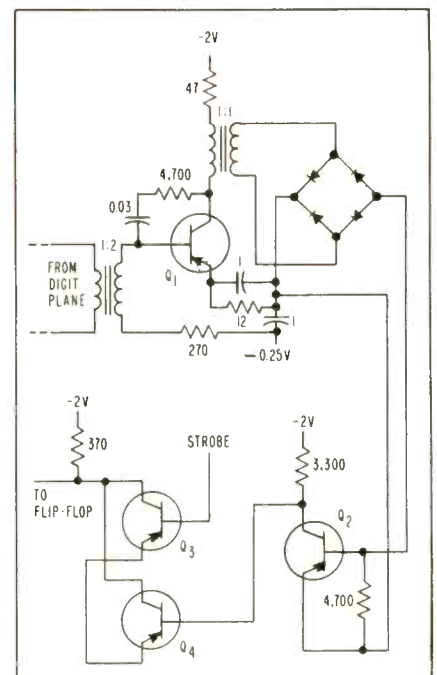 -2V
47
1:1
4,700
0.03
1:2
FROM
DIGIT
PLANE
Q1
1
12
1
270
-0.25V
-2V
370
STROBE
-2V
3,300
TO
FLIP-FLOP
Q3
Q2
4,700
Q4